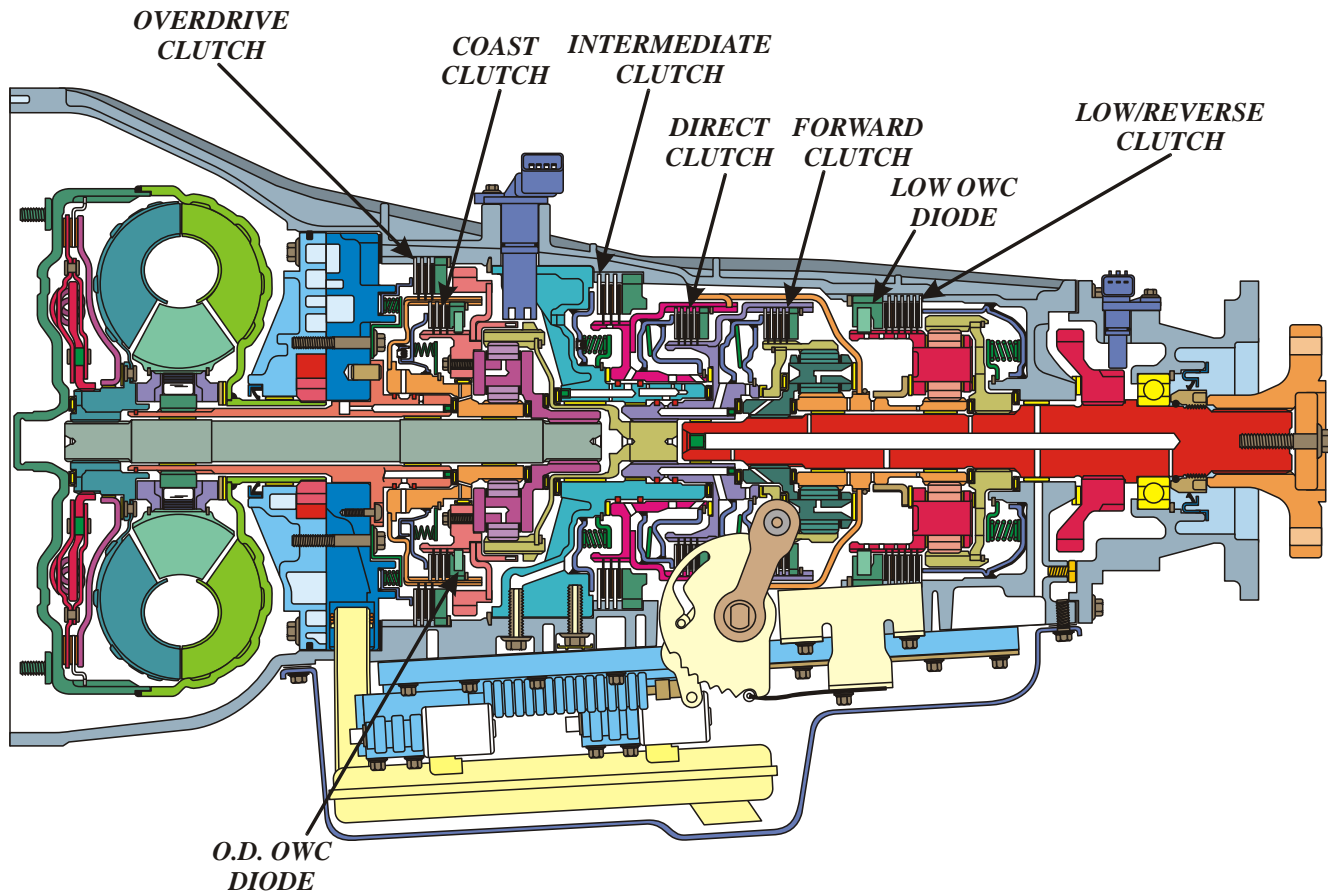 OVERDRIVE
CLUTCH
COAST
CLUTCH
INTERMEDIATE
CLUTCH
DIRECT
CLUTCH
FORWARD
CLUTCH
LOW OWC
DIODE
LOW/REVERSE
CLUTCH
O.D. OWC
DIODE